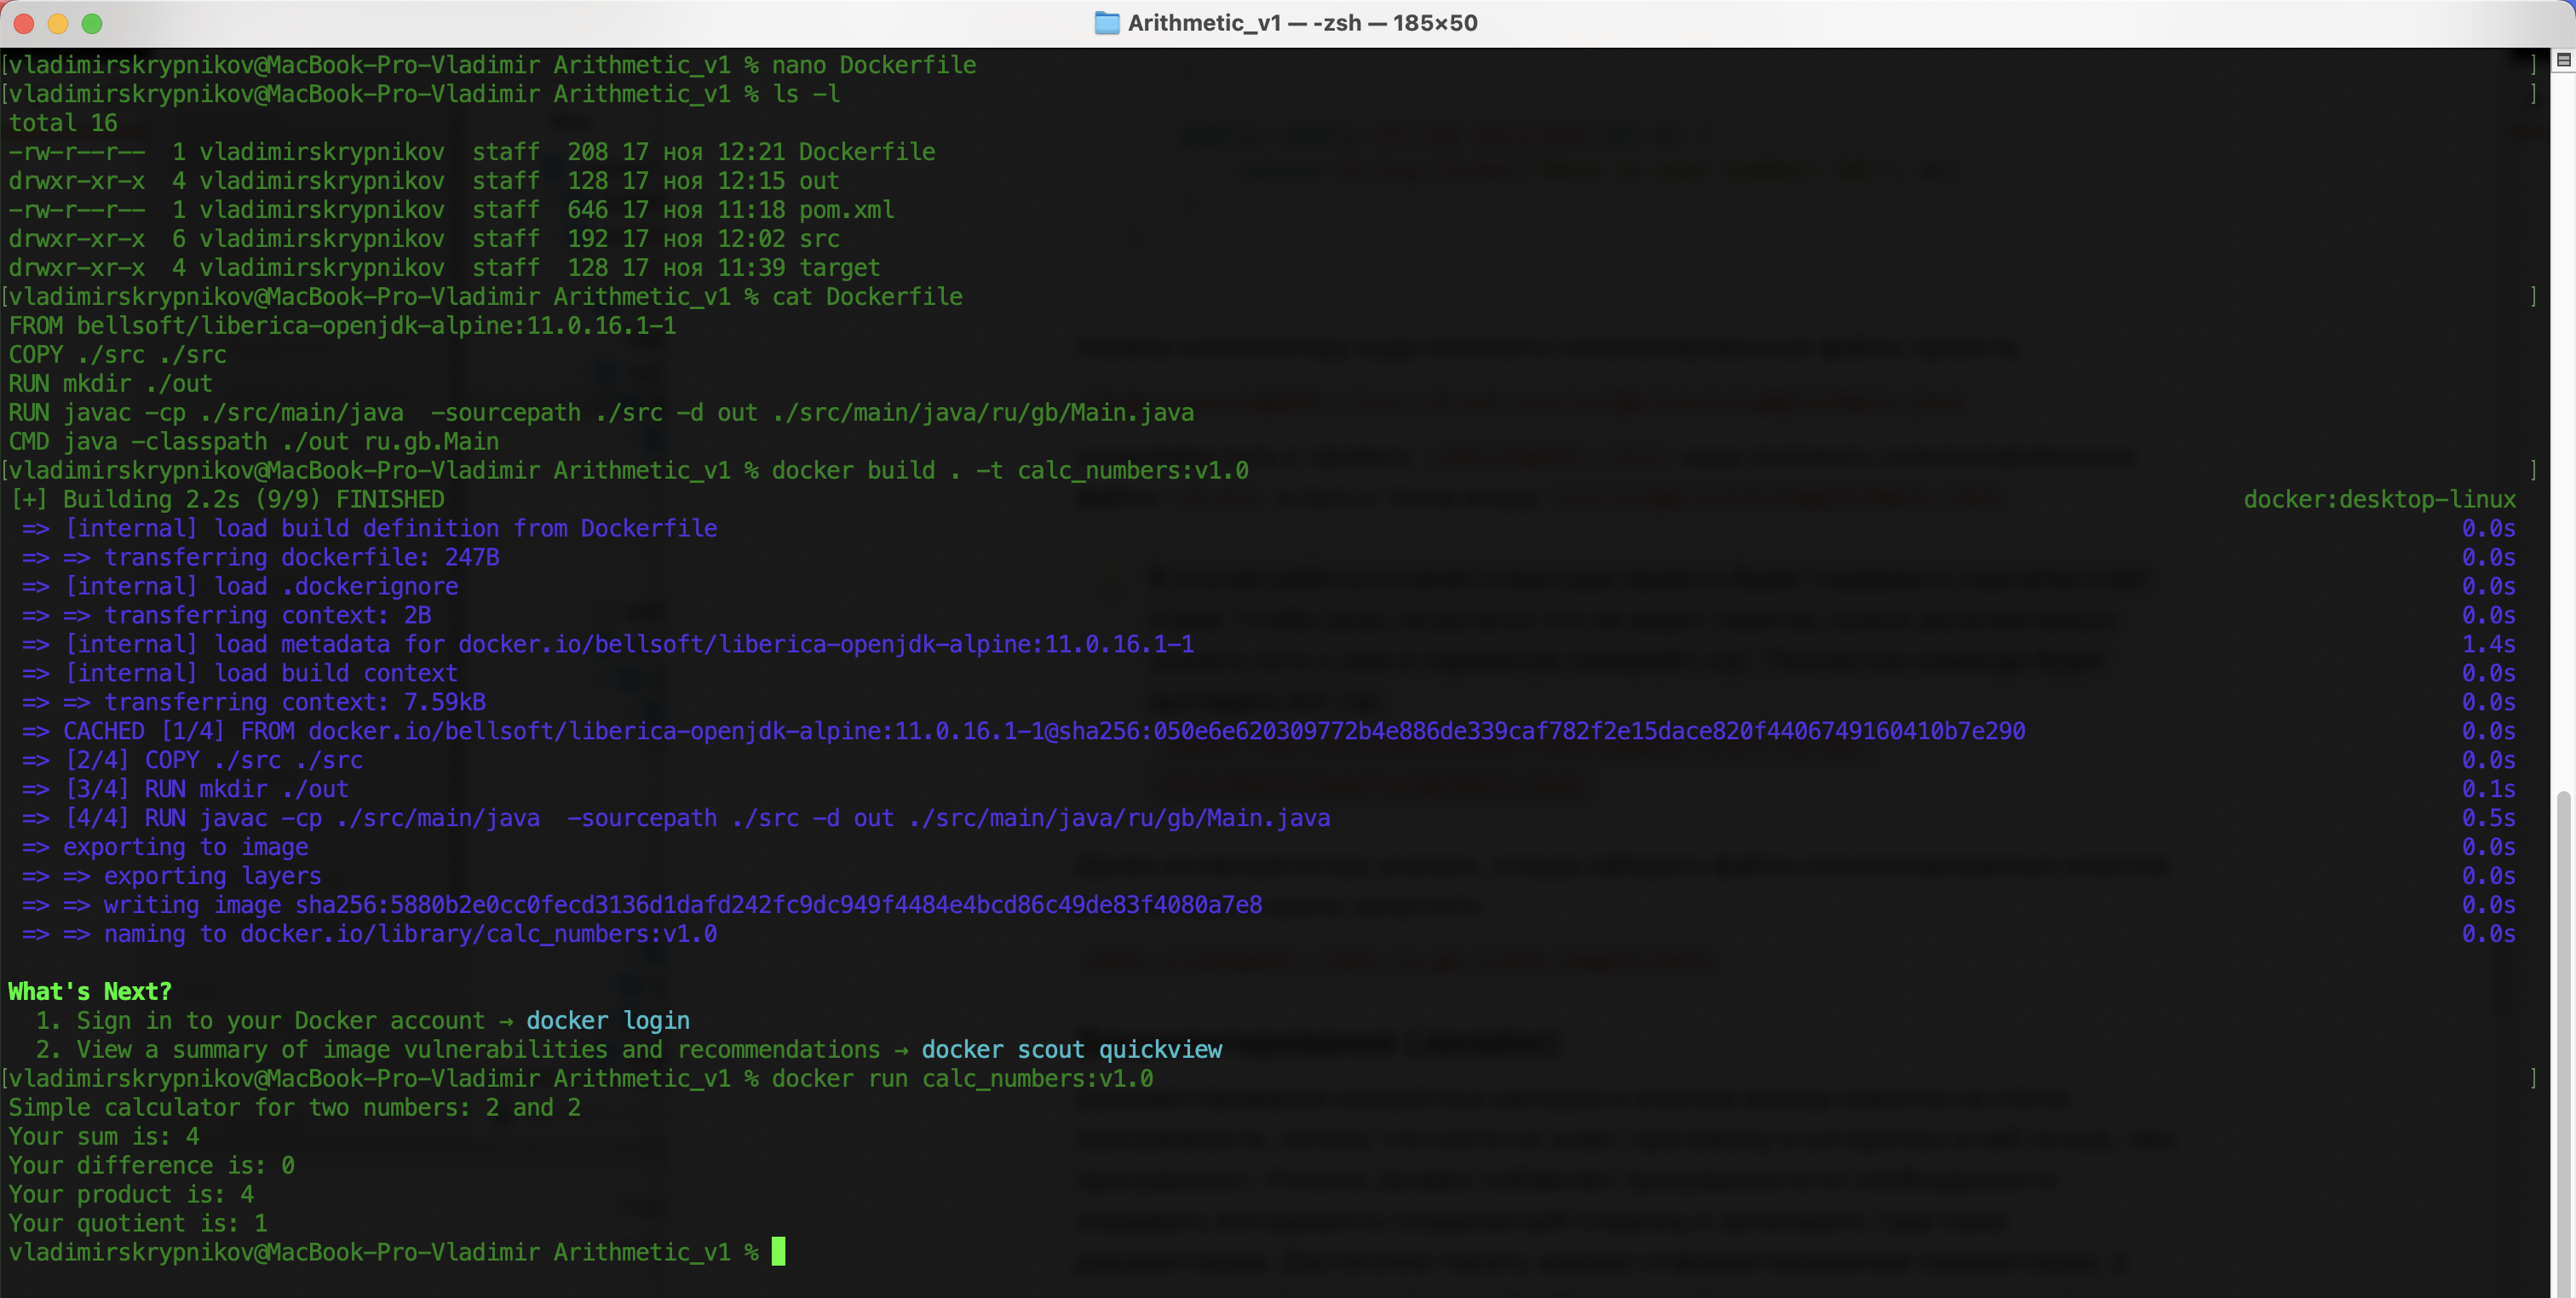 Arithmetic_v1 — -zsh — 185×50
[vladimirskrypnikov@MacBook-Pro-Vladimir Arithmetic_v1 % nano Dockerfile ]
[vladimirskrypnikov@MacBook-Pro-Vladimir Arithmetic_v1 % ls -l ]
total 16
-rw-r--r--  1 vladimirskrypnikov  staff  208 17 ноя 12:21 Dockerfile
drwxr-xr-x  4 vladimirskrypnikov  staff  128 17 ноя 12:15 out
-rw-r--r--  1 vladimirskrypnikov  staff  646 17 ноя 11:18 pom.xml
drwxr-xr-x  6 vladimirskrypnikov  staff  192 17 ноя 12:02 src
drwxr-xr-x  4 vladimirskrypnikov  staff  128 17 ноя 11:39 target
[vladimirskrypnikov@MacBook-Pro-Vladimir Arithmetic_v1 % cat Dockerfile ]
FROM bellsoft/liberica-openjdk-alpine:11.0.16.1-1
COPY ./src ./src
RUN mkdir ./out
RUN javac -cp ./src/main/java  -sourcepath ./src -d out ./src/main/java/ru/gb/Main.java
CMD java -classpath ./out ru.gb.Main
[vladimirskrypnikov@MacBook-Pro-Vladimir Arithmetic_v1 % docker build . -t calc_numbers:v1.0 ]
[+] Building 2.2s (9/9) FINISHED docker:desktop-linux
=> [internal] load build definition from Dockerfile 0.0s
=> => transferring dockerfile: 247B 0.0s
=> [internal] load .dockerignore 0.0s
=> => transferring context: 2B 0.0s
=> [internal] load metadata for docker.io/bellsoft/liberica-openjdk-alpine:11.0.16.1-1 1.4s
=> [internal] load build context 0.0s
=> => transferring context: 7.59kB 0.0s
=> CACHED [1/4] FROM docker.io/bellsoft/liberica-openjdk-alpine:11.0.16.1-1@sha256:050e6e620309772b4e886de339caf782f2e15dace820f4406749160410b7e290 0.0s
=> [2/4] COPY ./src ./src 0.0s
=> [3/4] RUN mkdir ./out 0.1s
=> [4/4] RUN javac -cp ./src/main/java  -sourcepath ./src -d out ./src/main/java/ru/gb/Main.java 0.5s
=> exporting to image 0.0s
=> => exporting layers 0.0s
=> => writing image sha256:5880b2e0cc0fecd3136d1dafd242fc9dc949f4484e4bcd86c49de83f4080a7e8 0.0s
=> => naming to docker.io/library/calc_numbers:v1.0 0.0s
What's Next?
1. Sign in to your Docker account → docker login
2. View a summary of image vulnerabilities and recommendations → docker scout quickview
[vladimirskrypnikov@MacBook-Pro-Vladimir Arithmetic_v1 % docker run calc_numbers:v1.0 ]
Simple calculator for two numbers: 2 and 2
Your sum is: 4
Your difference is: 0
Your product is: 4
Your quotient is: 1
vladimirskrypnikov@MacBook-Pro-Vladimir Arithmetic_v1 %